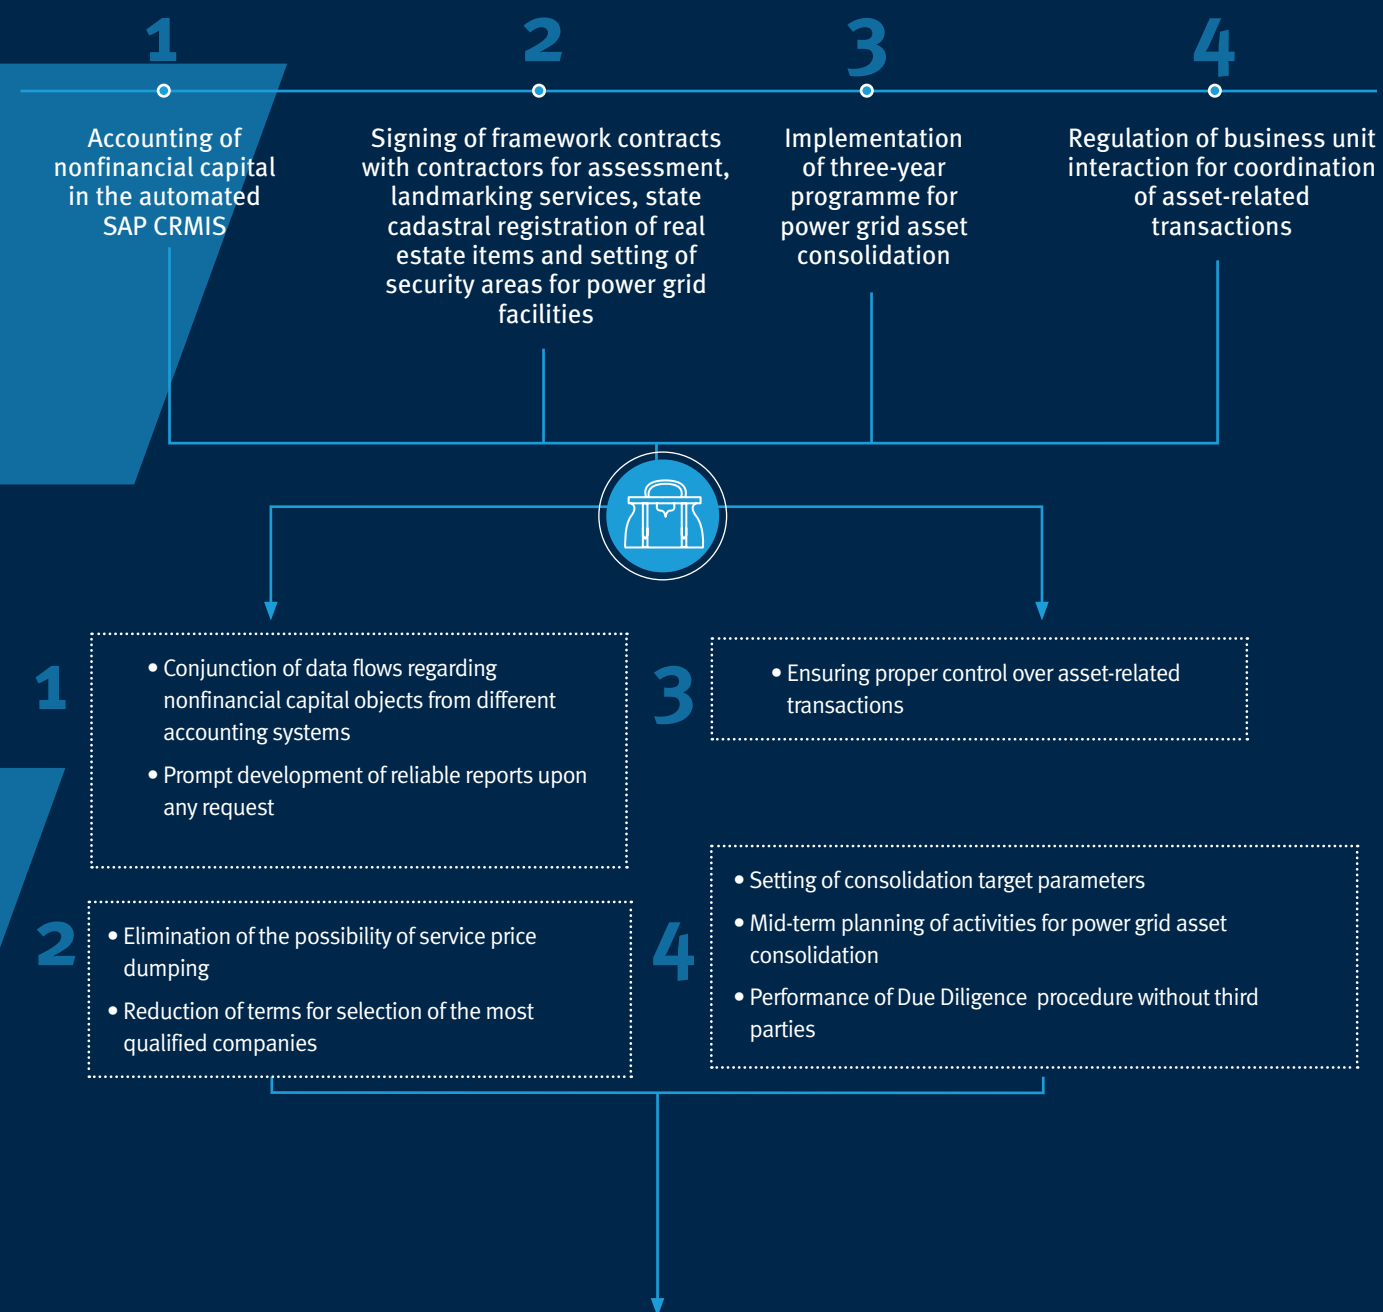 1
Accounting of
nonfinancial capital
in the automated
SAP CRMIS
2
Signing of framework contracts
with contractors for assessment,
landmarking services, state
cadastral registration of real
estate items and setting of
security areas for power grid
facilities
3
Implementation
of three-year
programme for
power grid asset
consolidation
4
Regulation of business unit
interaction for coordination
of asset-related
transactions
1
• Conjunction of data flows regarding
nonfinancial capital objects from different
accounting systems
• Prompt development of reliable reports upon
any request
2
• Elimination of the possibility of service price
dumping
• Reduction of terms for selection of the most
qualified companies
3
• Ensuring proper control over asset-related
transactions
4
• Setting of consolidation target parameters
• Mid-term planning of activities for power grid asset
consolidation
• Performance of Due Diligence procedure without third
parties